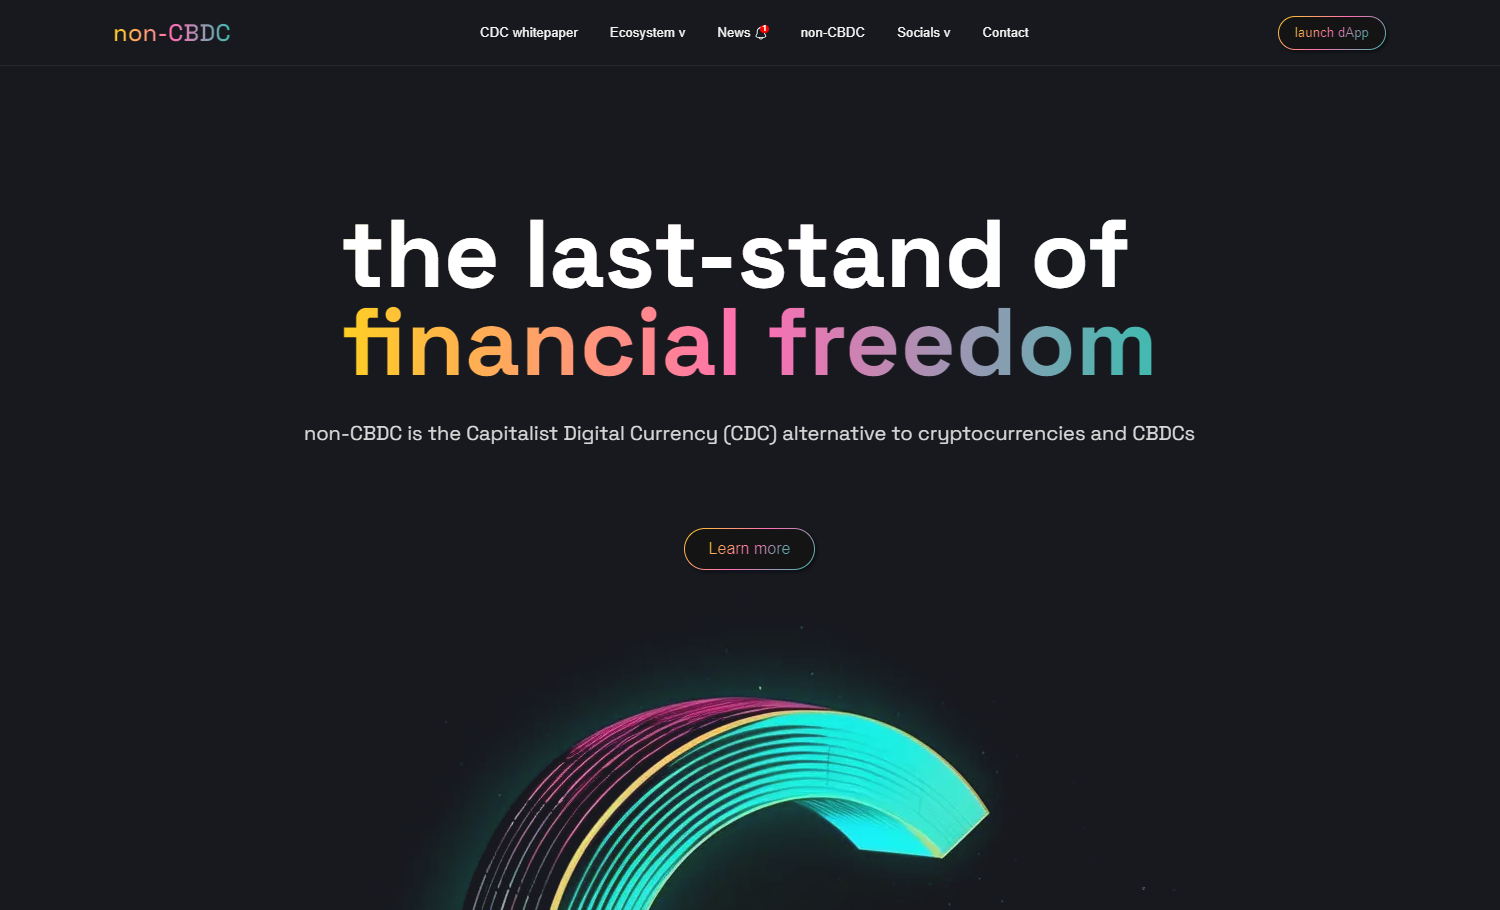 non-CBDC
CDC whitepaper
Ecosystem v
News 1
non-CBDC
Socials v
Contact
launch dApp
the last-stand of
financial freedom
non-CBDC is the Capitalist Digital Currency (CDC) alternative to cryptocurrencies and CBDCs
Learn more